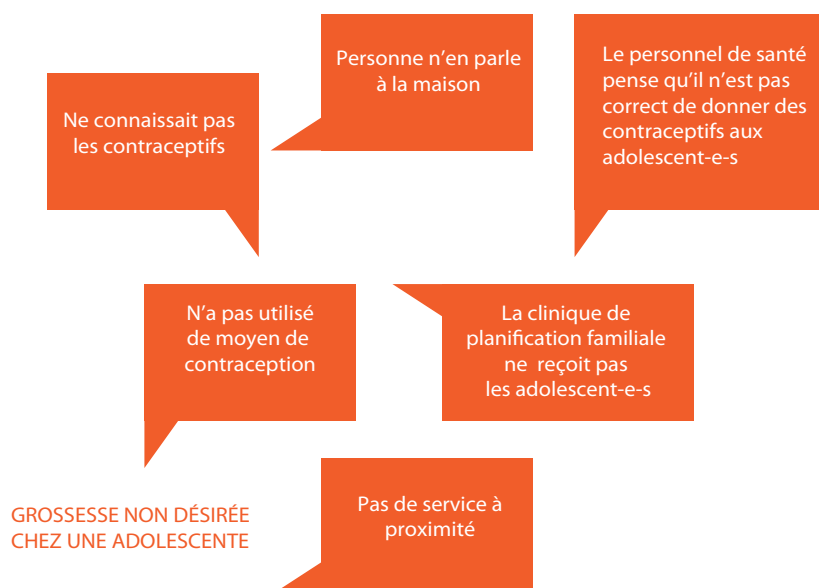 Personne n'en parle
à la maison
Le personnel de santé
pense qu'il n'est pas
correct de donner des
contraceptifs aux
adolescent-e-s
Ne connaissait pas
les contraceptifs
N'a pas utilisé
de moyen de
contraception
La clinique de
planification familiale
ne reçoit pas
les adolescent-e-s
GROSSESSE NON DÉSIRÉE
CHEZ UNE ADOLESCENTE
Pas de service à
proximité